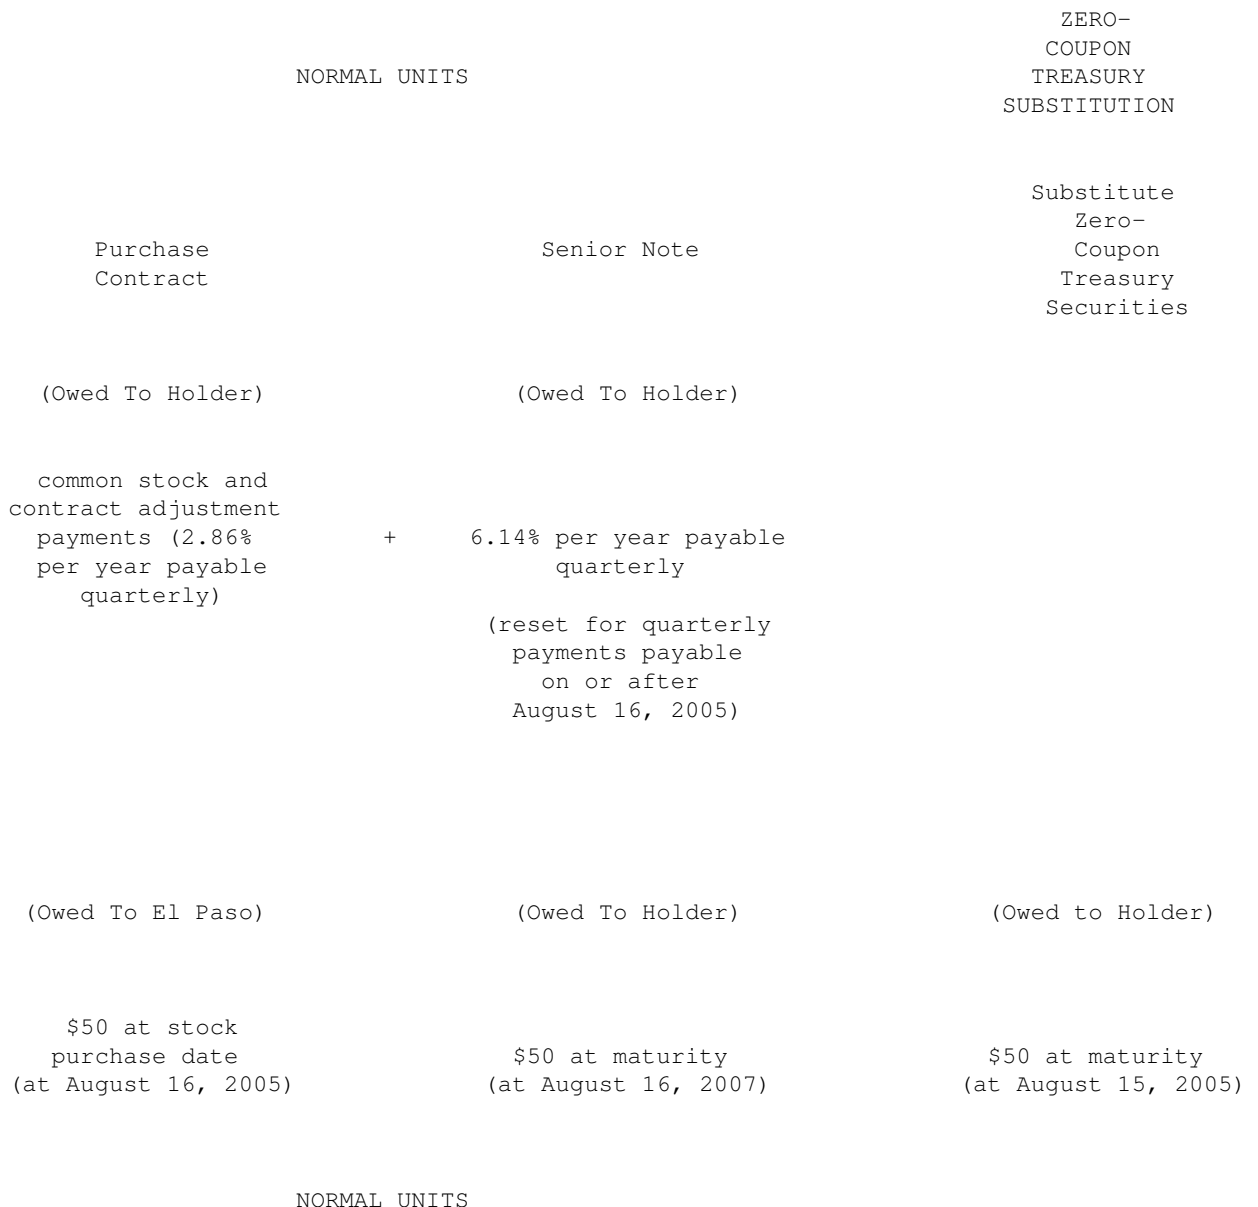 ZERO-
COUPON
NORMAL UNITS TREASURY
SUBSTITUTION
Substitute
Zero-
Purchase Senior Note Coupon
Contract Treasury
Securities
(Owed To Holder) (Owed To Holder)
common stock and
contract adjustment
payments (2.86% + 6.14% per year payable
per year payable quarterly
quarterly)
(reset for quarterly
payments payable
on or after
August 16, 2005)
(Owed To El Paso) (Owed To Holder) (Owed to Holder)
$50 at stock
purchase date $50 at maturity $50 at maturity
(at August 16, 2005) (at August 16, 2007) (at August 15, 2005)
NORMAL UNITS